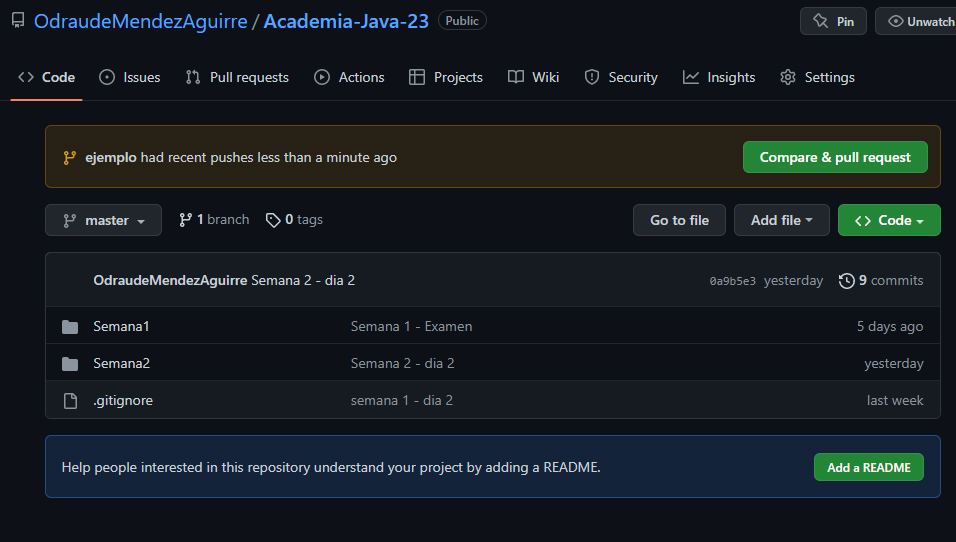 OdraudeMendezAguirre / Academia-Java-23 Public Pin Unwatch
Code Issues Pull requests Actions Projects Wiki Security Insights Settings
ejemplo had recent pushes less than a minute ago Compare & pull request
master 1 branch 0 tags Go to file Add file Code
OdraudeMendezAguirre Semana 2 - dia 2 0a9b5e3 yesterday 9 commits
Semana1 Semana 1 - Examen 5 days ago
Semana2 Semana 2 - dia 2 yesterday
.gitignore semana 1 - dia 2 last week
Help people interested in this repository understand your project by adding a README. Add a README